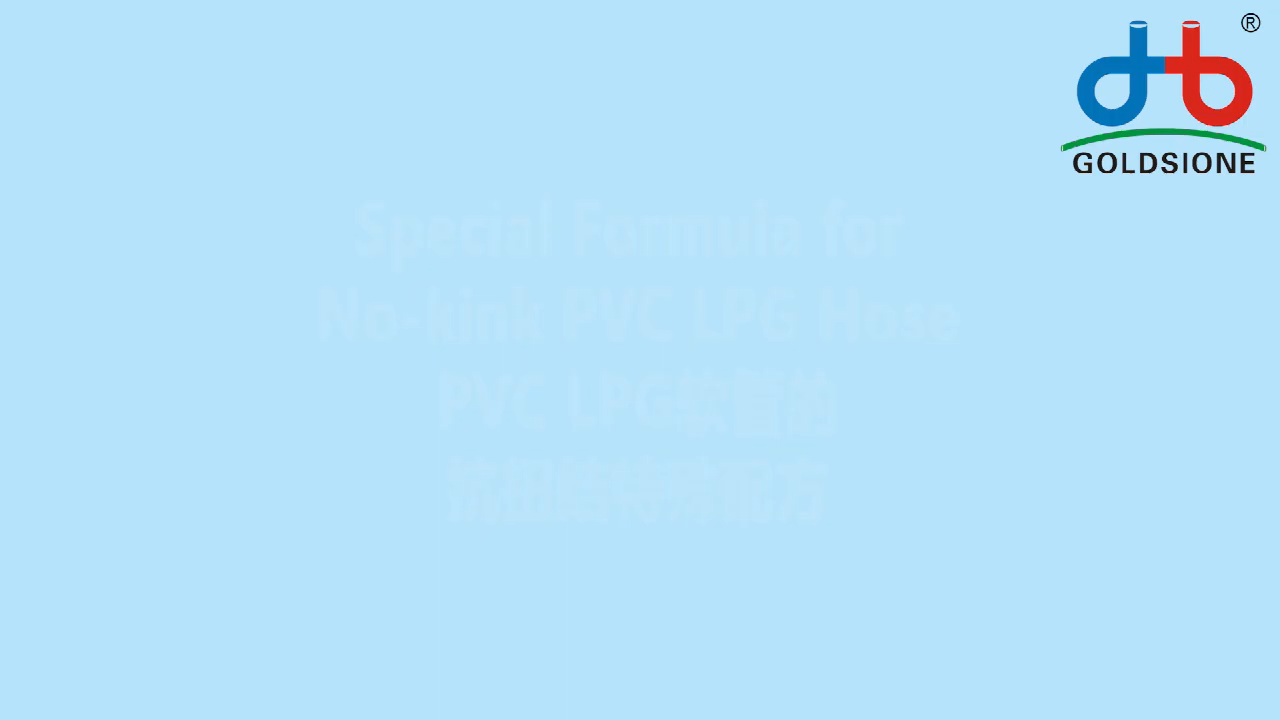 ®
GOLDSIONE
Special Formula for
No-kink PVC LPG Hose
PVC LPG软管的
抗扭结特殊配方